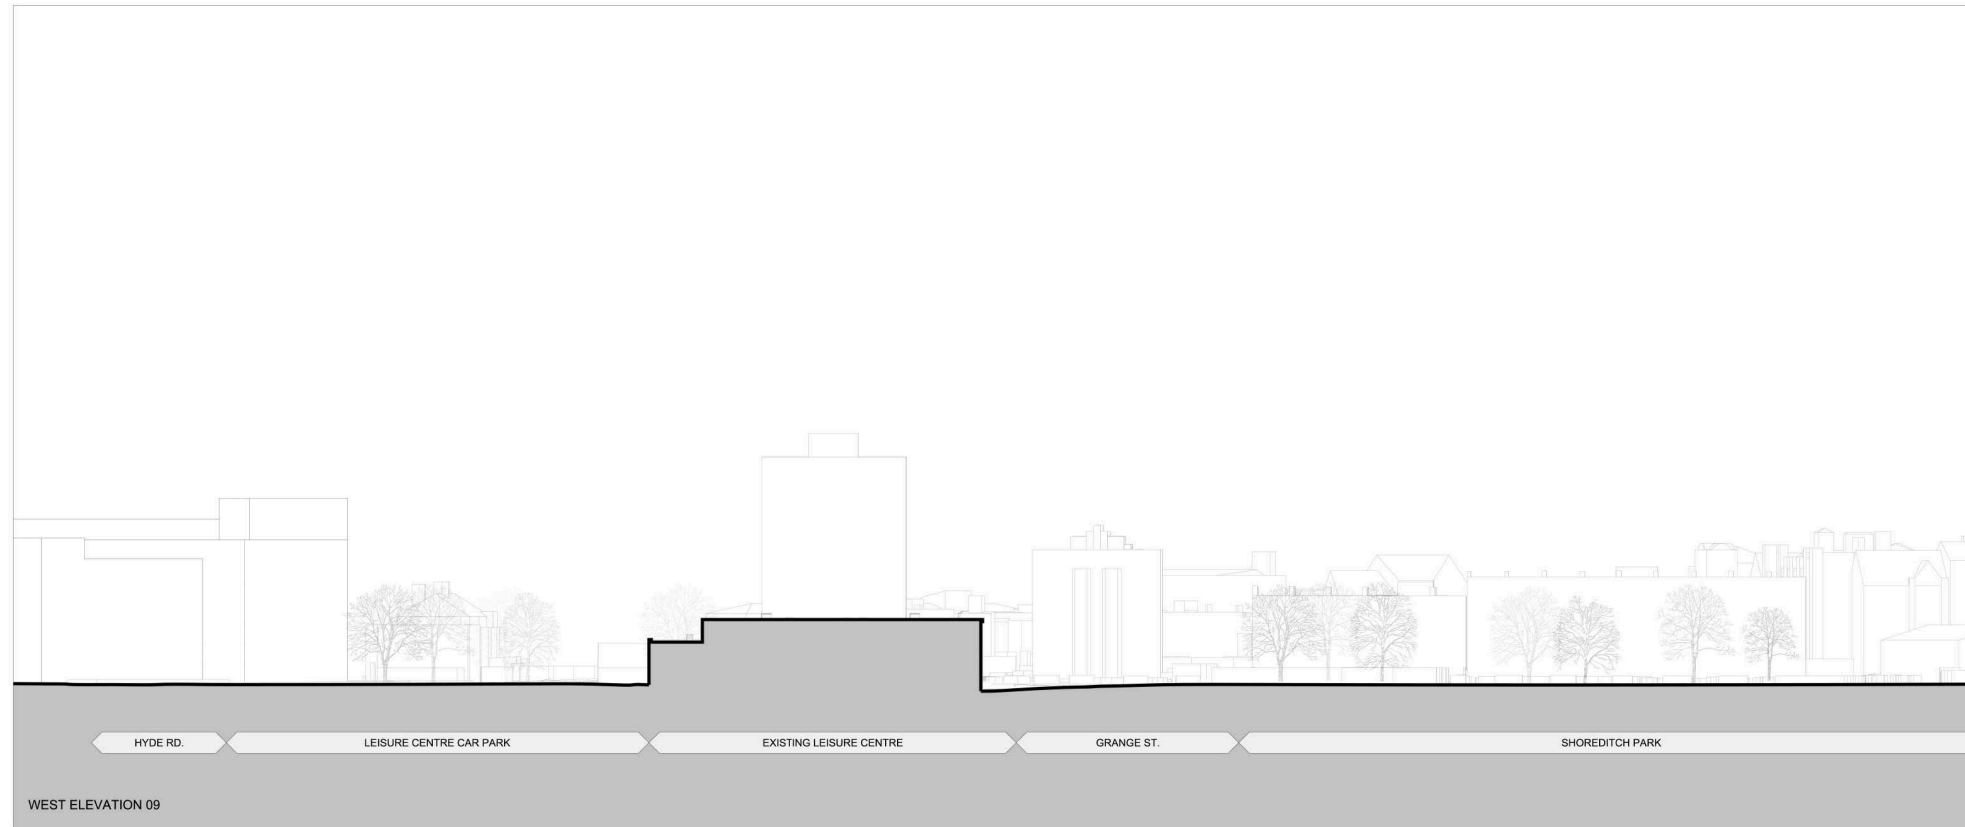 HYDE RD.
LEISURE CENTRE CAR PARK
EXISTING LEISURE CENTRE
GRANGE ST.
SHOREDITCH PARK
WEST ELEVATION 09